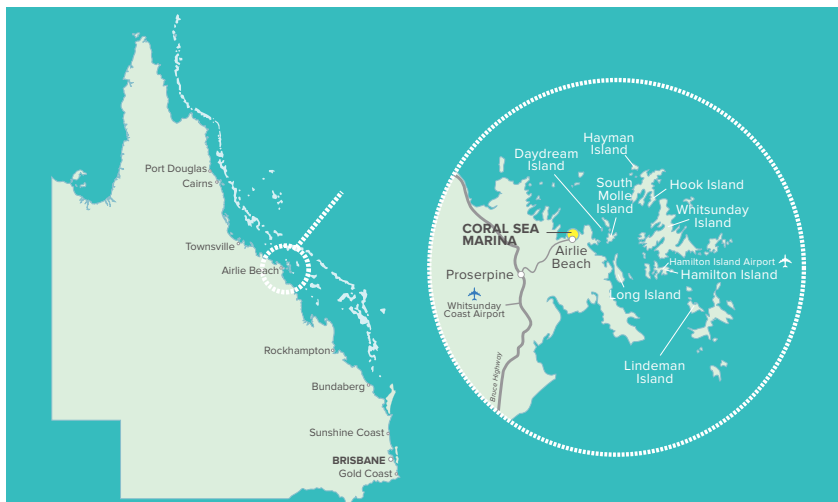 Port Douglas
Cairns
Townsville
Airlie Beach
Rockhampton
Bundaberg
Sunshine Coast
BRISBANE
Gold Coast
Hayman
Island
Daydream
Island
South
Molle
Island
Hook Island
Whitsunday
Island
CORAL SEA
MARINA
Airlie
Beach
Hamilton Island Airport
Hamilton Island
Proserpine
Long Island
Whitsunday
Coast Airport
Lindeman
Island
Bruce Highway